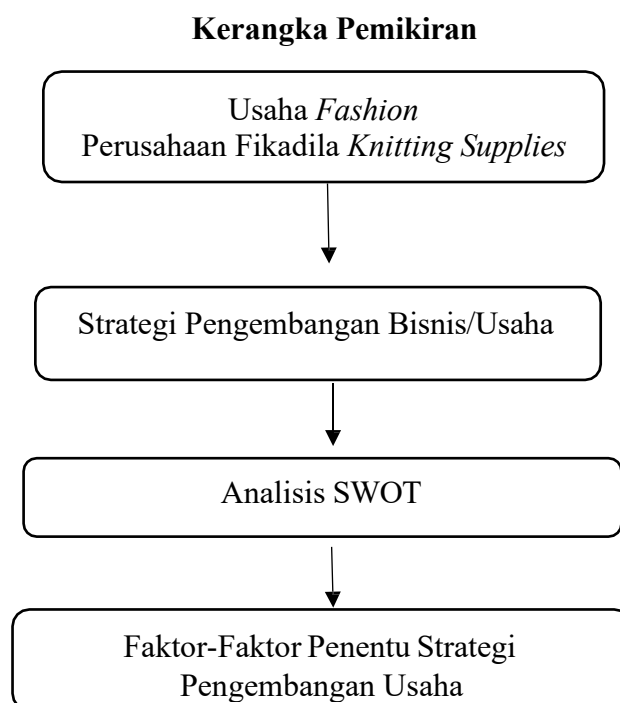 Kerangka Pemikiran
Usaha Fashion
Perusahaan Fikadila Knitting Supplies
Strategi Pengembangan Bisnis/Usaha
Analisis SWOT
Faktor-Faktor Penentu Strategi
Pengembangan Usaha